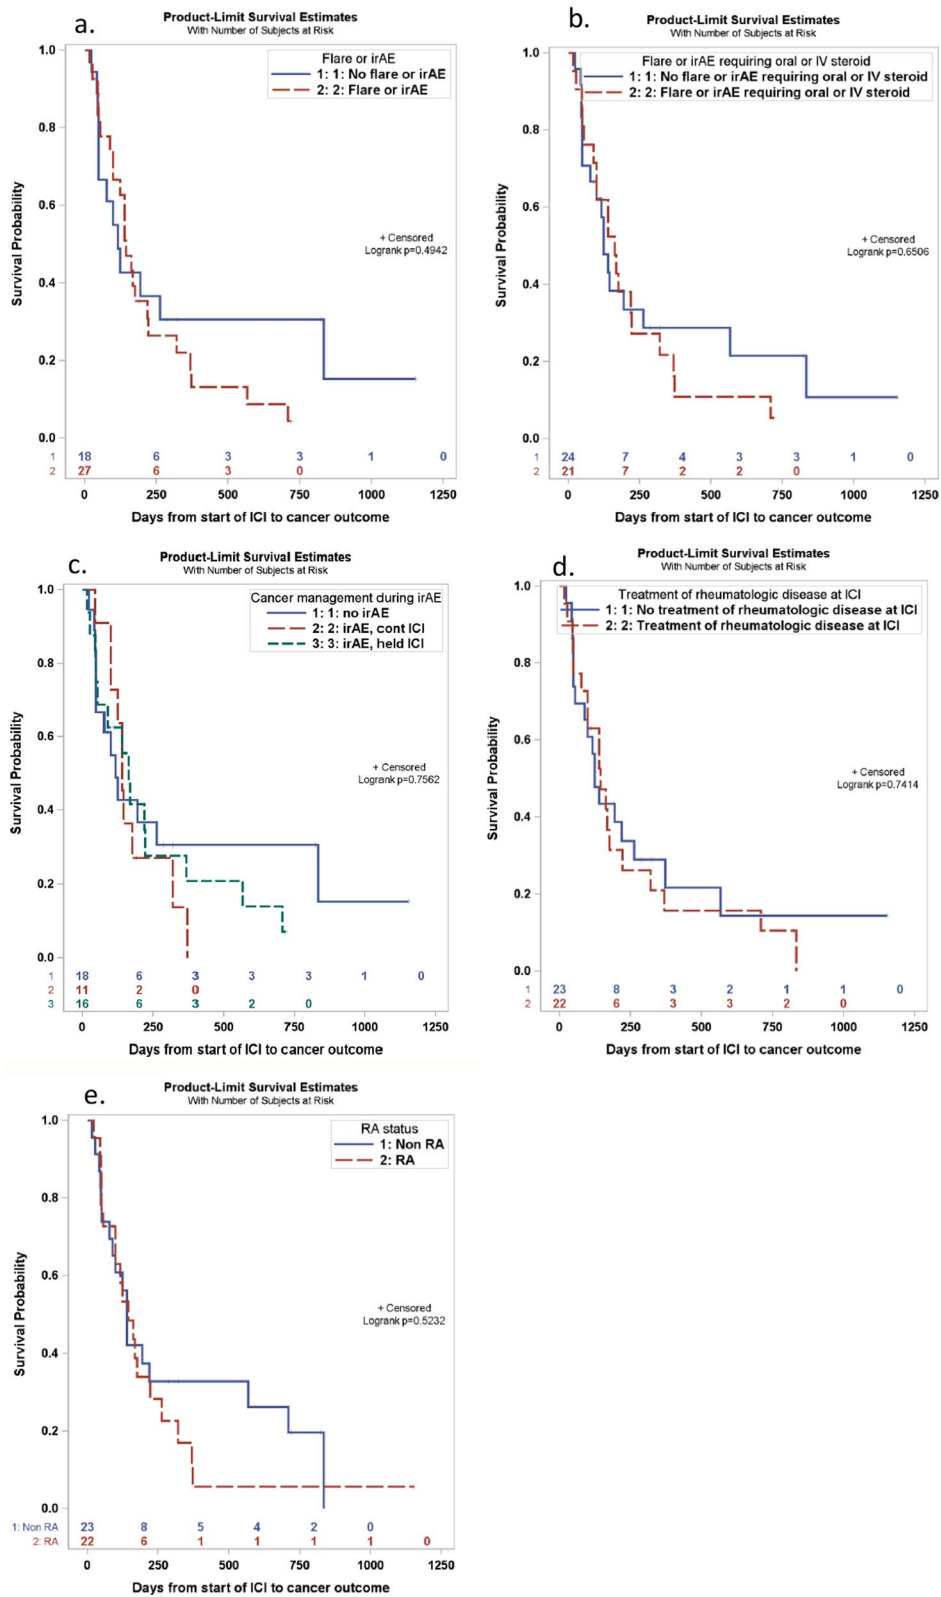 a.
Product-Limit Survival Estimates
With Number of Subjects at Risk
Flare or irAE
1: 1: No flare or irAE
2: 2: Flare or irAE
1.0
0.8
0.6
0.4
0.2
0.0
Survival Probability
+ Censored
Logrank p=0.4942
1 18 6 3 3 1 0
2 27 6 3 0
0 250 500 750 1000 1250
Days from start of ICI to cancer outcome
b.
Product-Limit Survival Estimates
With Number of Subjects at Risk
Flare or irAE requiring oral or IV steroid
1: 1: No flare or irAE requiring oral or IV steroid
2: 2: Flare or irAE requiring oral or IV steroid
1.0
0.8
0.6
0.4
0.2
0.0
Survival Probability
+ Censored
Logrank p=0.6506
1 24 7 4 3 3 1 0
2 21 7 2 2 0
0 250 500 750 1000 1250
Days from start of ICI to cancer outcome
c.
Product-Limit Survival Estimates
With Number of Subjects at Risk
Cancer management during irAE
1: 1: no irAE
2: 2: irAE, cont ICI
3: 3: irAE, held ICI
1.0
0.8
0.6
0.4
0.2
0.0
Survival Probability
+ Censored
Logrank p=0.7562
1 18 6 3 3 3 1 0
2 11 2 0
3 16 6 3 2 0
0 250 500 750 1000 1250
Days from start of ICI to cancer outcome
d.
Product-Limit Survival Estimates
With Number of Subjects at Risk
Treatment of rheumatologic disease at ICI
1: 1: No treatment of rheumatologic disease at ICI
2: 2: Treatment of rheumatologic disease at ICI
1.0
0.8
0.6
0.4
0.2
0.0
Survival Probability
+ Censored
Logrank p=0.7414
1 23 8 3 2 1 1 0
2 22 6 3 3 2 0
0 250 500 750 1000 1250
Days from start of ICI to cancer outcome
e.
Product-Limit Survival Estimates
With Number of Subjects at Risk
RA status
1: Non RA
2: RA
1.0
0.8
0.6
0.4
0.2
0.0
Survival Probability
+ Censored
Logrank p=0.5232
1: Non RA 23 8 5 4 2 0
2: RA 22 6 1 1 1 1 0
0 250 500 750 1000 1250
Days from start of ICI to cancer outcome